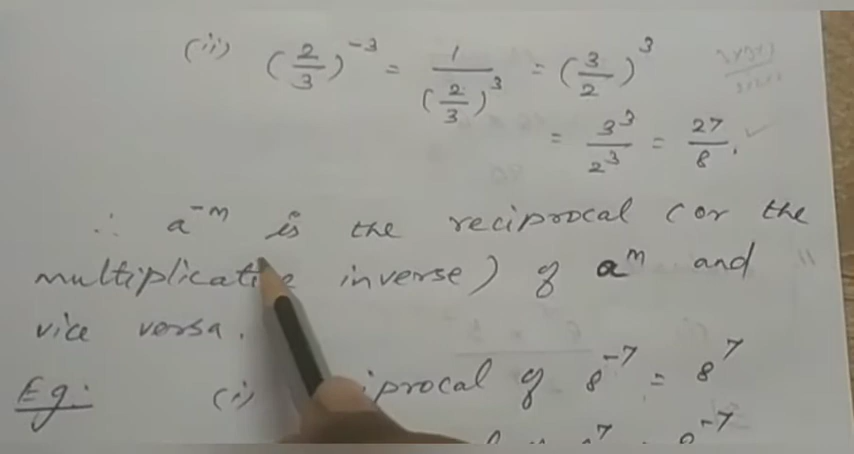 (ii) (2/3)^-3 = 1/(2/3)^3 = (3/2)^3
= 3^3/2^3 = 27/8.
∴ a^-m is the reciprocal (or the
inverse) of a^m and
vice versa.
Eg: (i) of 8^-7 = 8^7